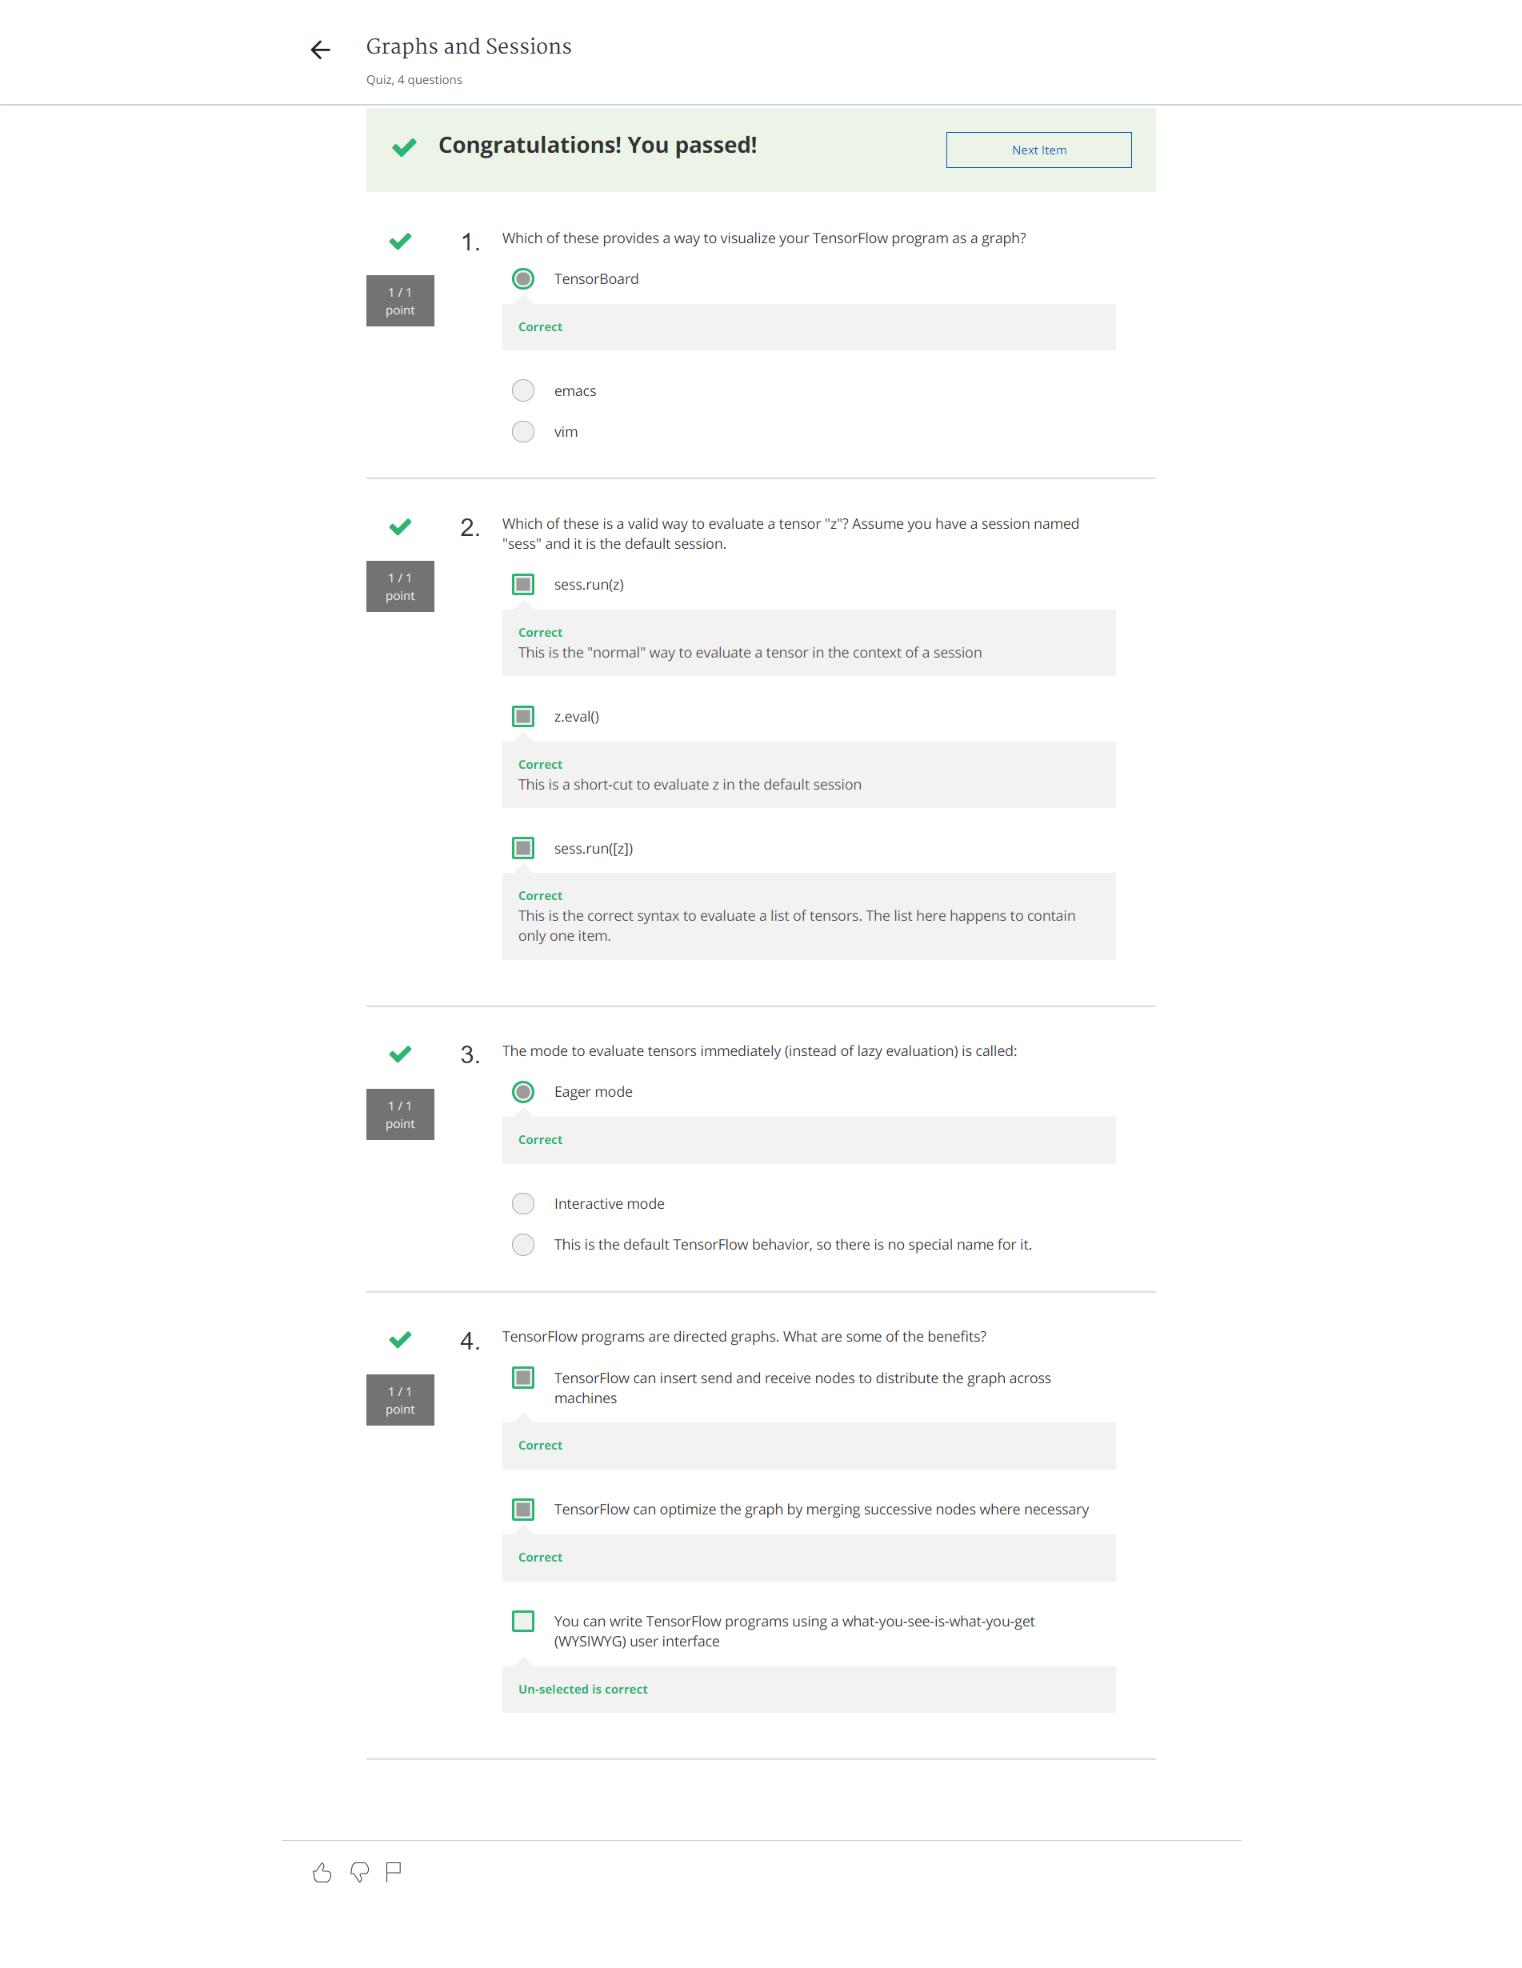 Graphs and Sessions
Quiz, 4 questions
Congratulations! You passed!
Next Item
1 / 1
point
1.
Which of these provides a way to visualize your TensorFlow program as a graph?
TensorBoard
Correct
emacs
vim
1 / 1
point
2.
Which of these is a valid way to evaluate a tensor "z"? Assume you have a session named
"sess" and it is the default session.
sess.run(z)
Correct
This is the "normal" way to evaluate a tensor in the context of a session
z.eval()
Correct
This is a short-cut to evaluate z in the default session
sess.run([z])
Correct
This is the correct syntax to evaluate a list of tensors. The list here happens to contain
only one item.
1 / 1
point
3.
The mode to evaluate tensors immediately (instead of lazy evaluation) is called:
Eager mode
Correct
Interactive mode
This is the default TensorFlow behavior, so there is no special name for it.
1 / 1
point
4.
TensorFlow programs are directed graphs. What are some of the benefits?
TensorFlow can insert send and receive nodes to distribute the graph across
machines
Correct
TensorFlow can optimize the graph by merging successive nodes where necessary
Correct
You can write TensorFlow programs using a what-you-see-is-what-you-get
(WYSIWYG) user interface
Un-selected is correct